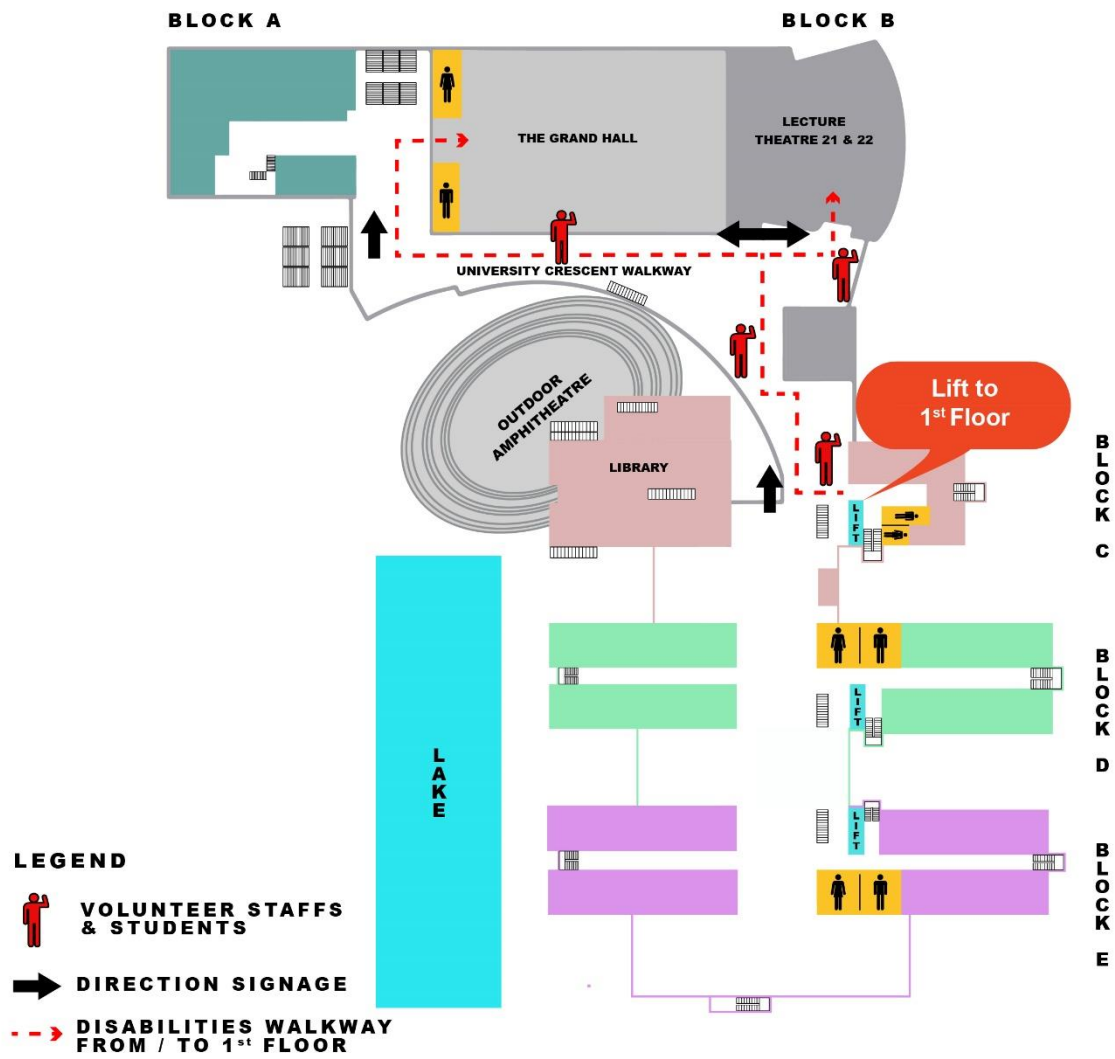 BLOCK A
BLOCK B
THE GRAND HALL
LECTURE
THEATRE 21 & 22
UNIVERSITY CRESCENT WALKWAY
OUTDOOR
AMPHITHEATRE
Lift to
1st Floor
LIBRARY
BLOCK C
LIFT
BLOCK D
LIFT
LAKE
LIFT
BLOCK E
LEGEND
VOLUNTEER STAFFS
& STUDENTS
DIRECTION SIGNAGE
DISABILITIES WALKWAY
FROM / TO 1st FLOOR